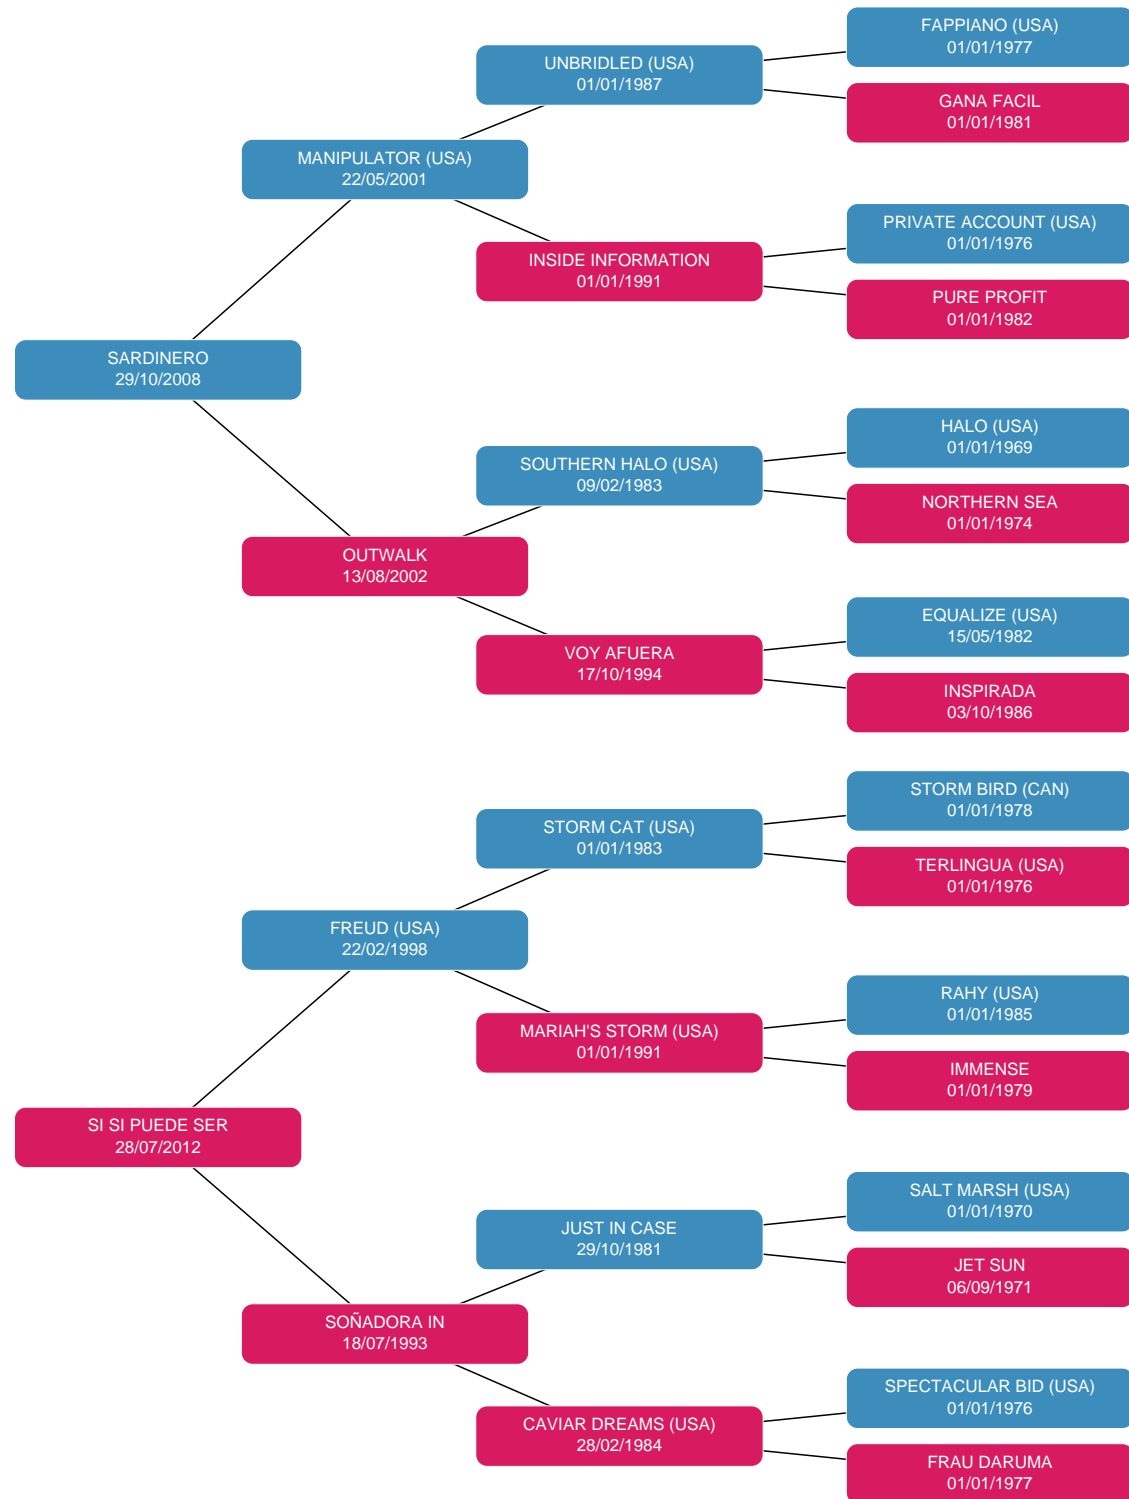 FAPPIANO (USA)
01/01/1977
UNBRIDLED (USA)
01/01/1987
GANA FACIL
01/01/1981
MANIPULATOR (USA)
22/05/2001
PRIVATE ACCOUNT (USA)
01/01/1976
INSIDE INFORMATION
01/01/1991
PURE PROFIT
01/01/1982
SARDINERO
29/10/2008
HALO (USA)
01/01/1969
SOUTHERN HALO (USA)
09/02/1983
NORTHERN SEA
01/01/1974
OUTWALK
13/08/2002
EQUALIZE (USA)
15/05/1982
VOY AFUERA
17/10/1994
INSPIRADA
03/10/1986
STORM BIRD (CAN)
01/01/1978
STORM CAT (USA)
01/01/1983
TERLINGUA (USA)
01/01/1976
FREUD (USA)
22/02/1998
RAHY (USA)
01/01/1985
MARIAH'S STORM (USA)
01/01/1991
IMMENSE
01/01/1979
SI SI PUEDE SER
28/07/2012
SALT MARSH (USA)
01/01/1970
JUST IN CASE
29/10/1981
JET SUN
06/09/1971
SOÑADORA IN
18/07/1993
SPECTACULAR BID (USA)
01/01/1976
CAVIAR DREAMS (USA)
28/02/1984
FRAU DARUMA
01/01/1977